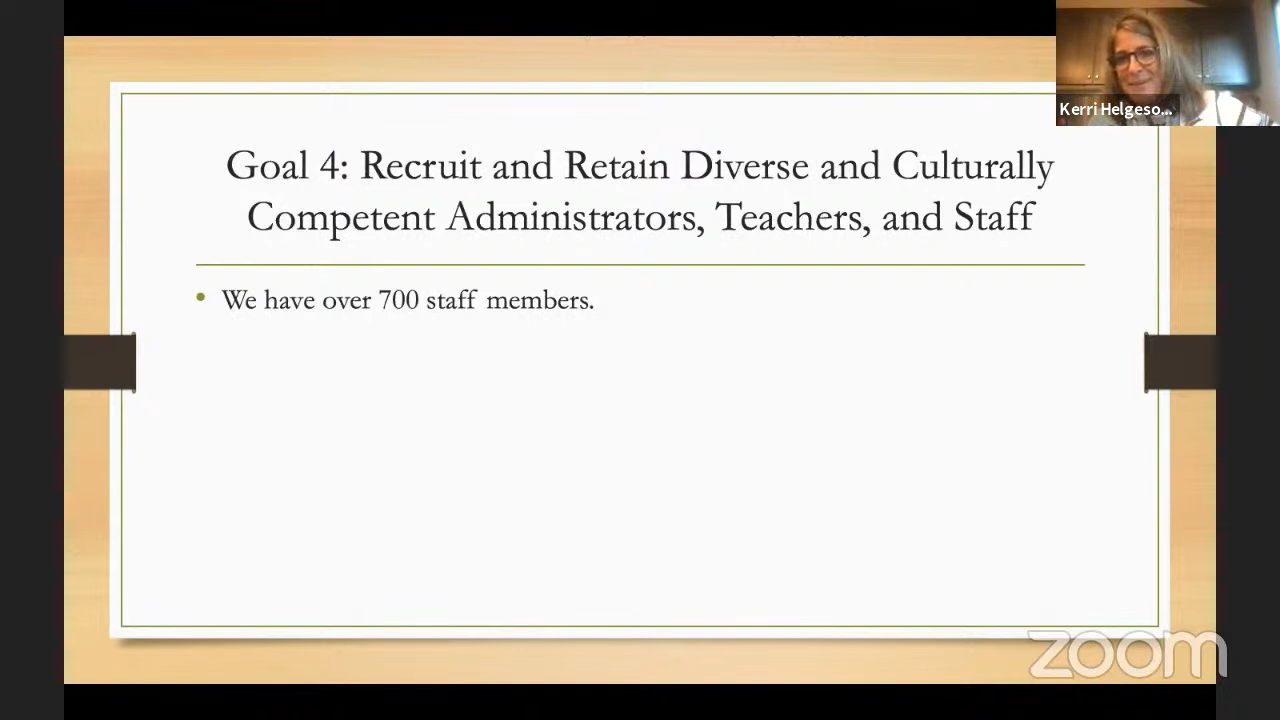 Kerri Helgeso...
Goal 4: Recruit and Retain Diverse and Culturally
Competent Administrators, Teachers, and Staff
• We have over 700 staff members.
zoom